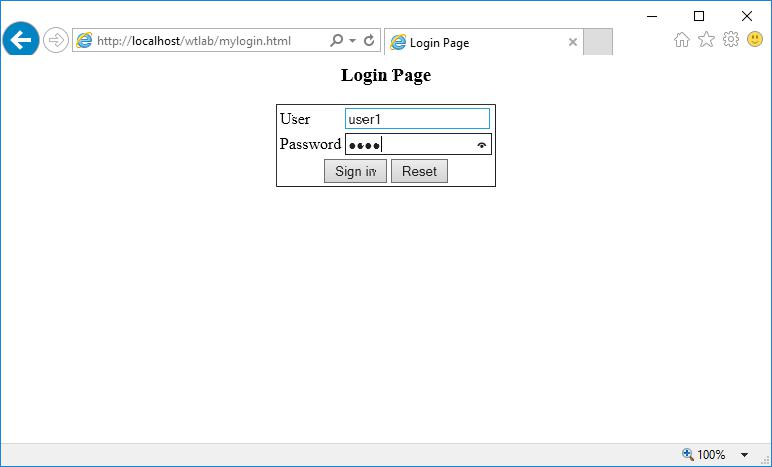 http://localhost/wtlab/mylogin.html
Login Page
Login Page
User user1
Password ••••
Sign in Reset
100%